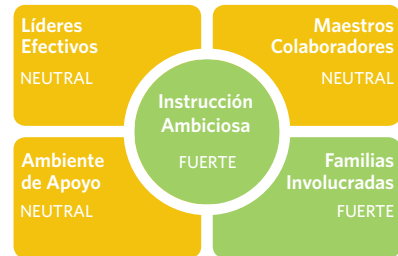 Líderes
Efectivos
NEUTRAL
Maestros
Colaboradores
NEUTRAL
Instrucción
Ambiciosa
FUERTE
Ambiente
de Apoyo
NEUTRAL
Familias
Involucradas
FUERTE